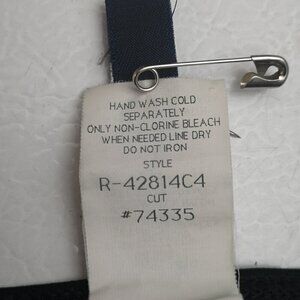 HAND WASH COLD
SEPARATELY
ONLY NON-CLORINE BLEACH
WHEN NEEDED LINE DRY
DO NOT IRON
STYLE
R-42814C4
CUT
#74335